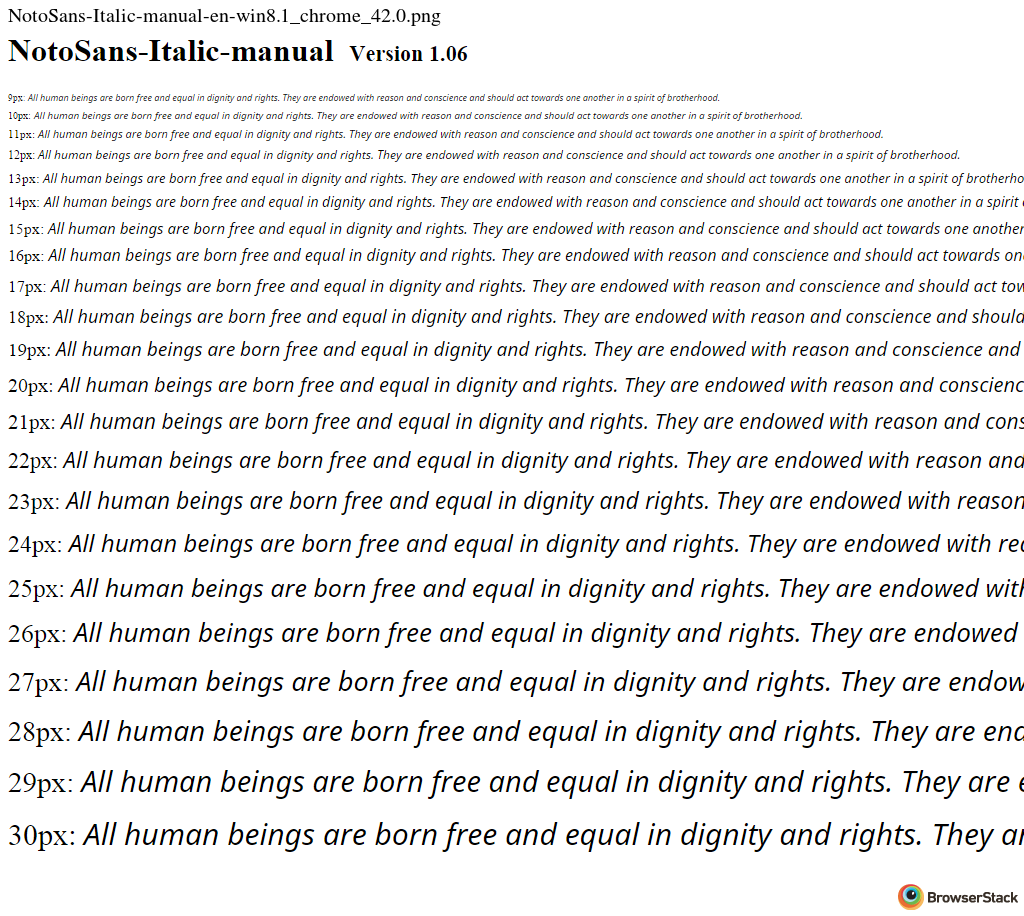 NotoSans-Italic-manual-en-win8.1_chrome_42.0.png
NotoSans-Italic-manual Version 1.06
9px: All human beings are born free and equal in dignity and rights. They are endowed with reason and conscience and should act towards one another in a spirit of brotherhood.
10px: All human beings are born free and equal in dignity and rights. They are endowed with reason and conscience and should act towards one another in a spirit of brotherhood.
11px: All human beings are born free and equal in dignity and rights. They are endowed with reason and conscience and should act towards one another in a spirit of brotherhood.
12px: All human beings are born free and equal in dignity and rights. They are endowed with reason and conscience and should act towards one another in a spirit of brotherhood.
13px: All human beings are born free and equal in dignity and rights. They are endowed with reason and conscience and should act towards one another in a spirit of brotherho
14px: All human beings are born free and equal in dignity and rights. They are endowed with reason and conscience and should act towards one another in a spirit
15px: All human beings are born free and equal in dignity and rights. They are endowed with reason and conscience and should act towards one another
16px: All human beings are born free and equal in dignity and rights. They are endowed with reason and conscience and should act towards on
17px: All human beings are born free and equal in dignity and rights. They are endowed with reason and conscience and should act tow
18px: All human beings are born free and equal in dignity and rights. They are endowed with reason and conscience and should
19px: All human beings are born free and equal in dignity and rights. They are endowed with reason and conscience and
20px: All human beings are born free and equal in dignity and rights. They are endowed with reason and conscienc
21px: All human beings are born free and equal in dignity and rights. They are endowed with reason and cons
22px: All human beings are born free and equal in dignity and rights. They are endowed with reason and
23px: All human beings are born free and equal in dignity and rights. They are endowed with reason
24px: All human beings are born free and equal in dignity and rights. They are endowed with rea
25px: All human beings are born free and equal in dignity and rights. They are endowed with
26px: All human beings are born free and equal in dignity and rights. They are endowed
27px: All human beings are born free and equal in dignity and rights. They are endow
28px: All human beings are born free and equal in dignity and rights. They are end
29px: All human beings are born free and equal in dignity and rights. They are e
30px: All human beings are born free and equal in dignity and rights. They ar
BrowserStack